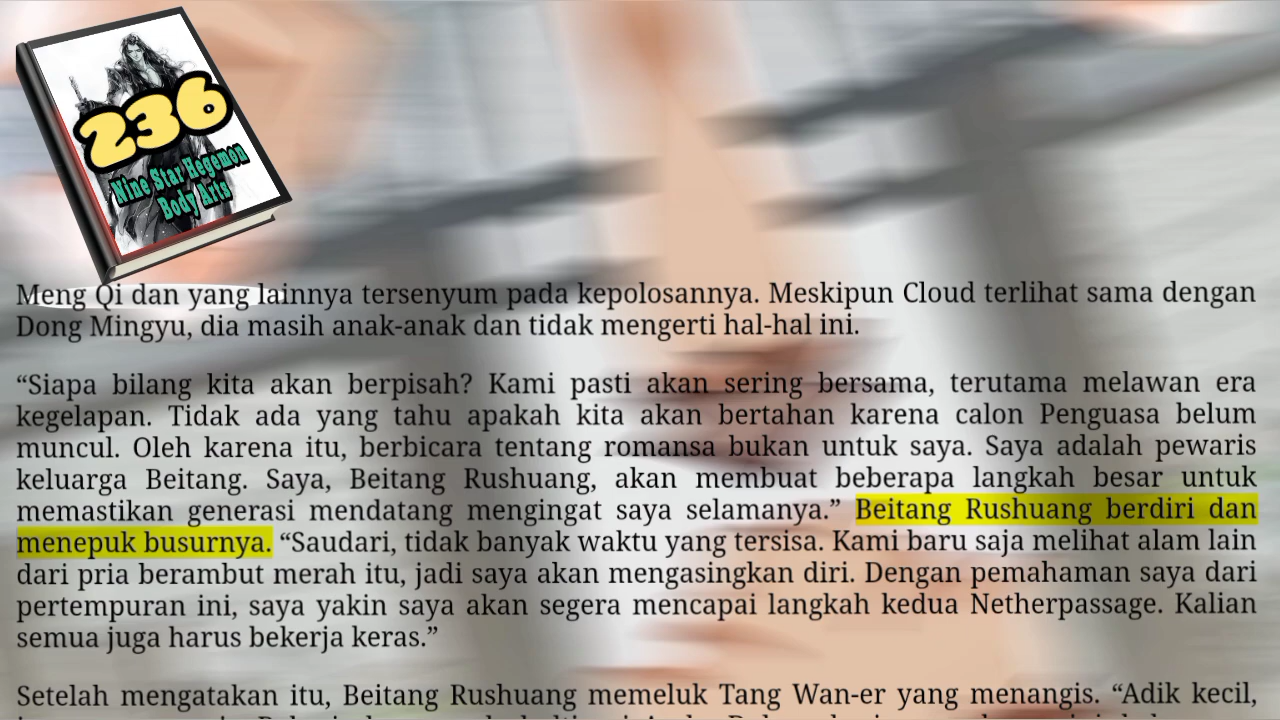 236
Nine Star Hegemon
Body Arts
Meng Qi dan yang lainnya tersenyum pada kepolosannya. Meskipun Cloud terlihat sama dengan
Dong Mingyu, dia masih anak-anak dan tidak mengerti hal-hal ini.
“Siapa bilang kita akan berpisah? Kami pasti akan sering bersama, terutama melawan era
kegelapan. Tidak ada yang tahu apakah kita akan bertahan karena calon Penguasa belum
muncul. Oleh karena itu, berbicara tentang romansa bukan untuk saya. Saya adalah pewaris
keluarga Beitang. Saya, Beitang Rushuang, akan membuat beberapa langkah besar untuk
memastikan generasi mendatang mengingat saya selamanya.” Beitang Rushuang berdiri dan
menepuk busurnya. “Saudari, tidak banyak waktu yang tersisa. Kami baru saja melihat alam lain
dari pria berambut merah itu, jadi saya akan mengasingkan diri. Dengan pemahaman saya dari
pertempuran ini, saya yakin saya akan segera mencapai langkah kedua Netherpassage. Kalian
semua juga harus bekerja keras.”
Setelah mengatakan itu, Beitang Rushuang memeluk Tang Wan-er yang menangis. “Adik kecil,